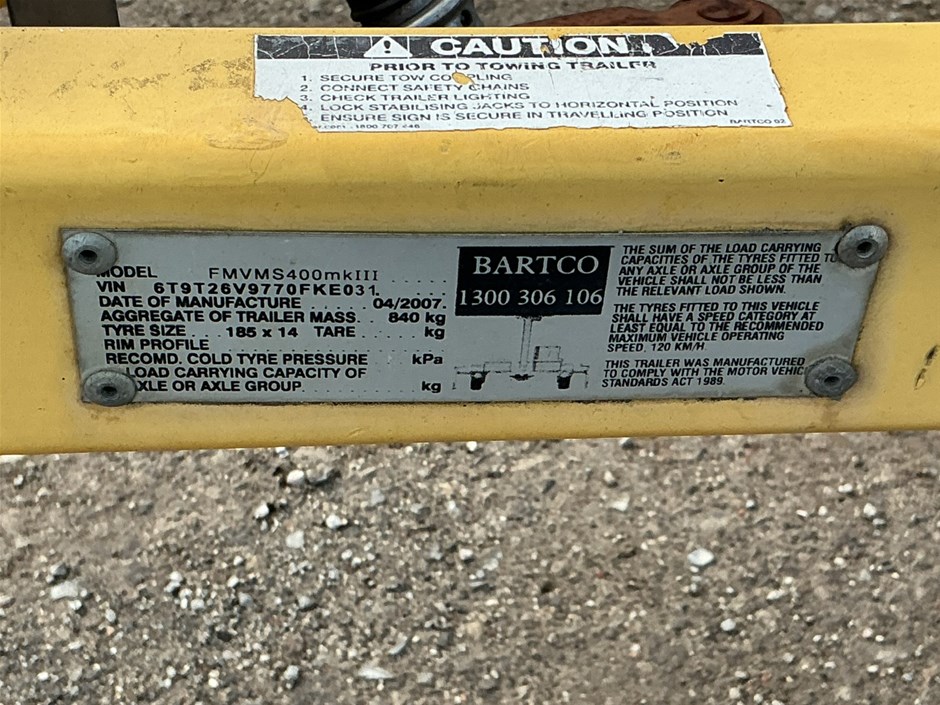 CAUTION
PRIOR TO TOWING TRAILER
1. SECURE TOW COUPLING
2. CONNECT SAFETY CHAINS
3. CHECK TRAILER LIGHTING
4. LOCK STABILISING JACKS TO HORIZONTAL POSITION
ENSURE SIGN IS SECURE IN TRAVELLING POSITION
BARTCO 02
MODEL FMVMS400mkIII
VIN 6T9T26V9770FKE031
DATE OF MANUFACTURE 04/2007.
AGGREGATE OF TRAILER MASS. 840 kg
TYRE SIZE 185 x 14 TARE kg
RIM PROFILE
RECOMD. COLD TYRE PRESSURE kPa
LOAD CARRYING CAPACITY OF
AXLE OR AXLE GROUP. kg
BARTCO
1300 306 106
THE SUM OF THE LOAD CARRYING
CAPACITIES OF THE TYRES FITTED TO
ANY AXLE OR AXLE GROUP OF THE
VEHICLE SHALL NOT BE LESS THAN
THE RELEVANT LOAD SHOWN.
THE TYRES FITTED TO THIS VEHICLE
SHALL HAVE A SPEED CATEGORY AT
LEAST EQUAL TO THE RECOMMENDED
MAXIMUM VEHICLE OPERATING
SPEED, 120 KM/H.
THIS TRAILER WAS MANUFACTURED
TO COMPLY WITH THE MOTOR VEHICLE
STANDARDS ACT 1989.